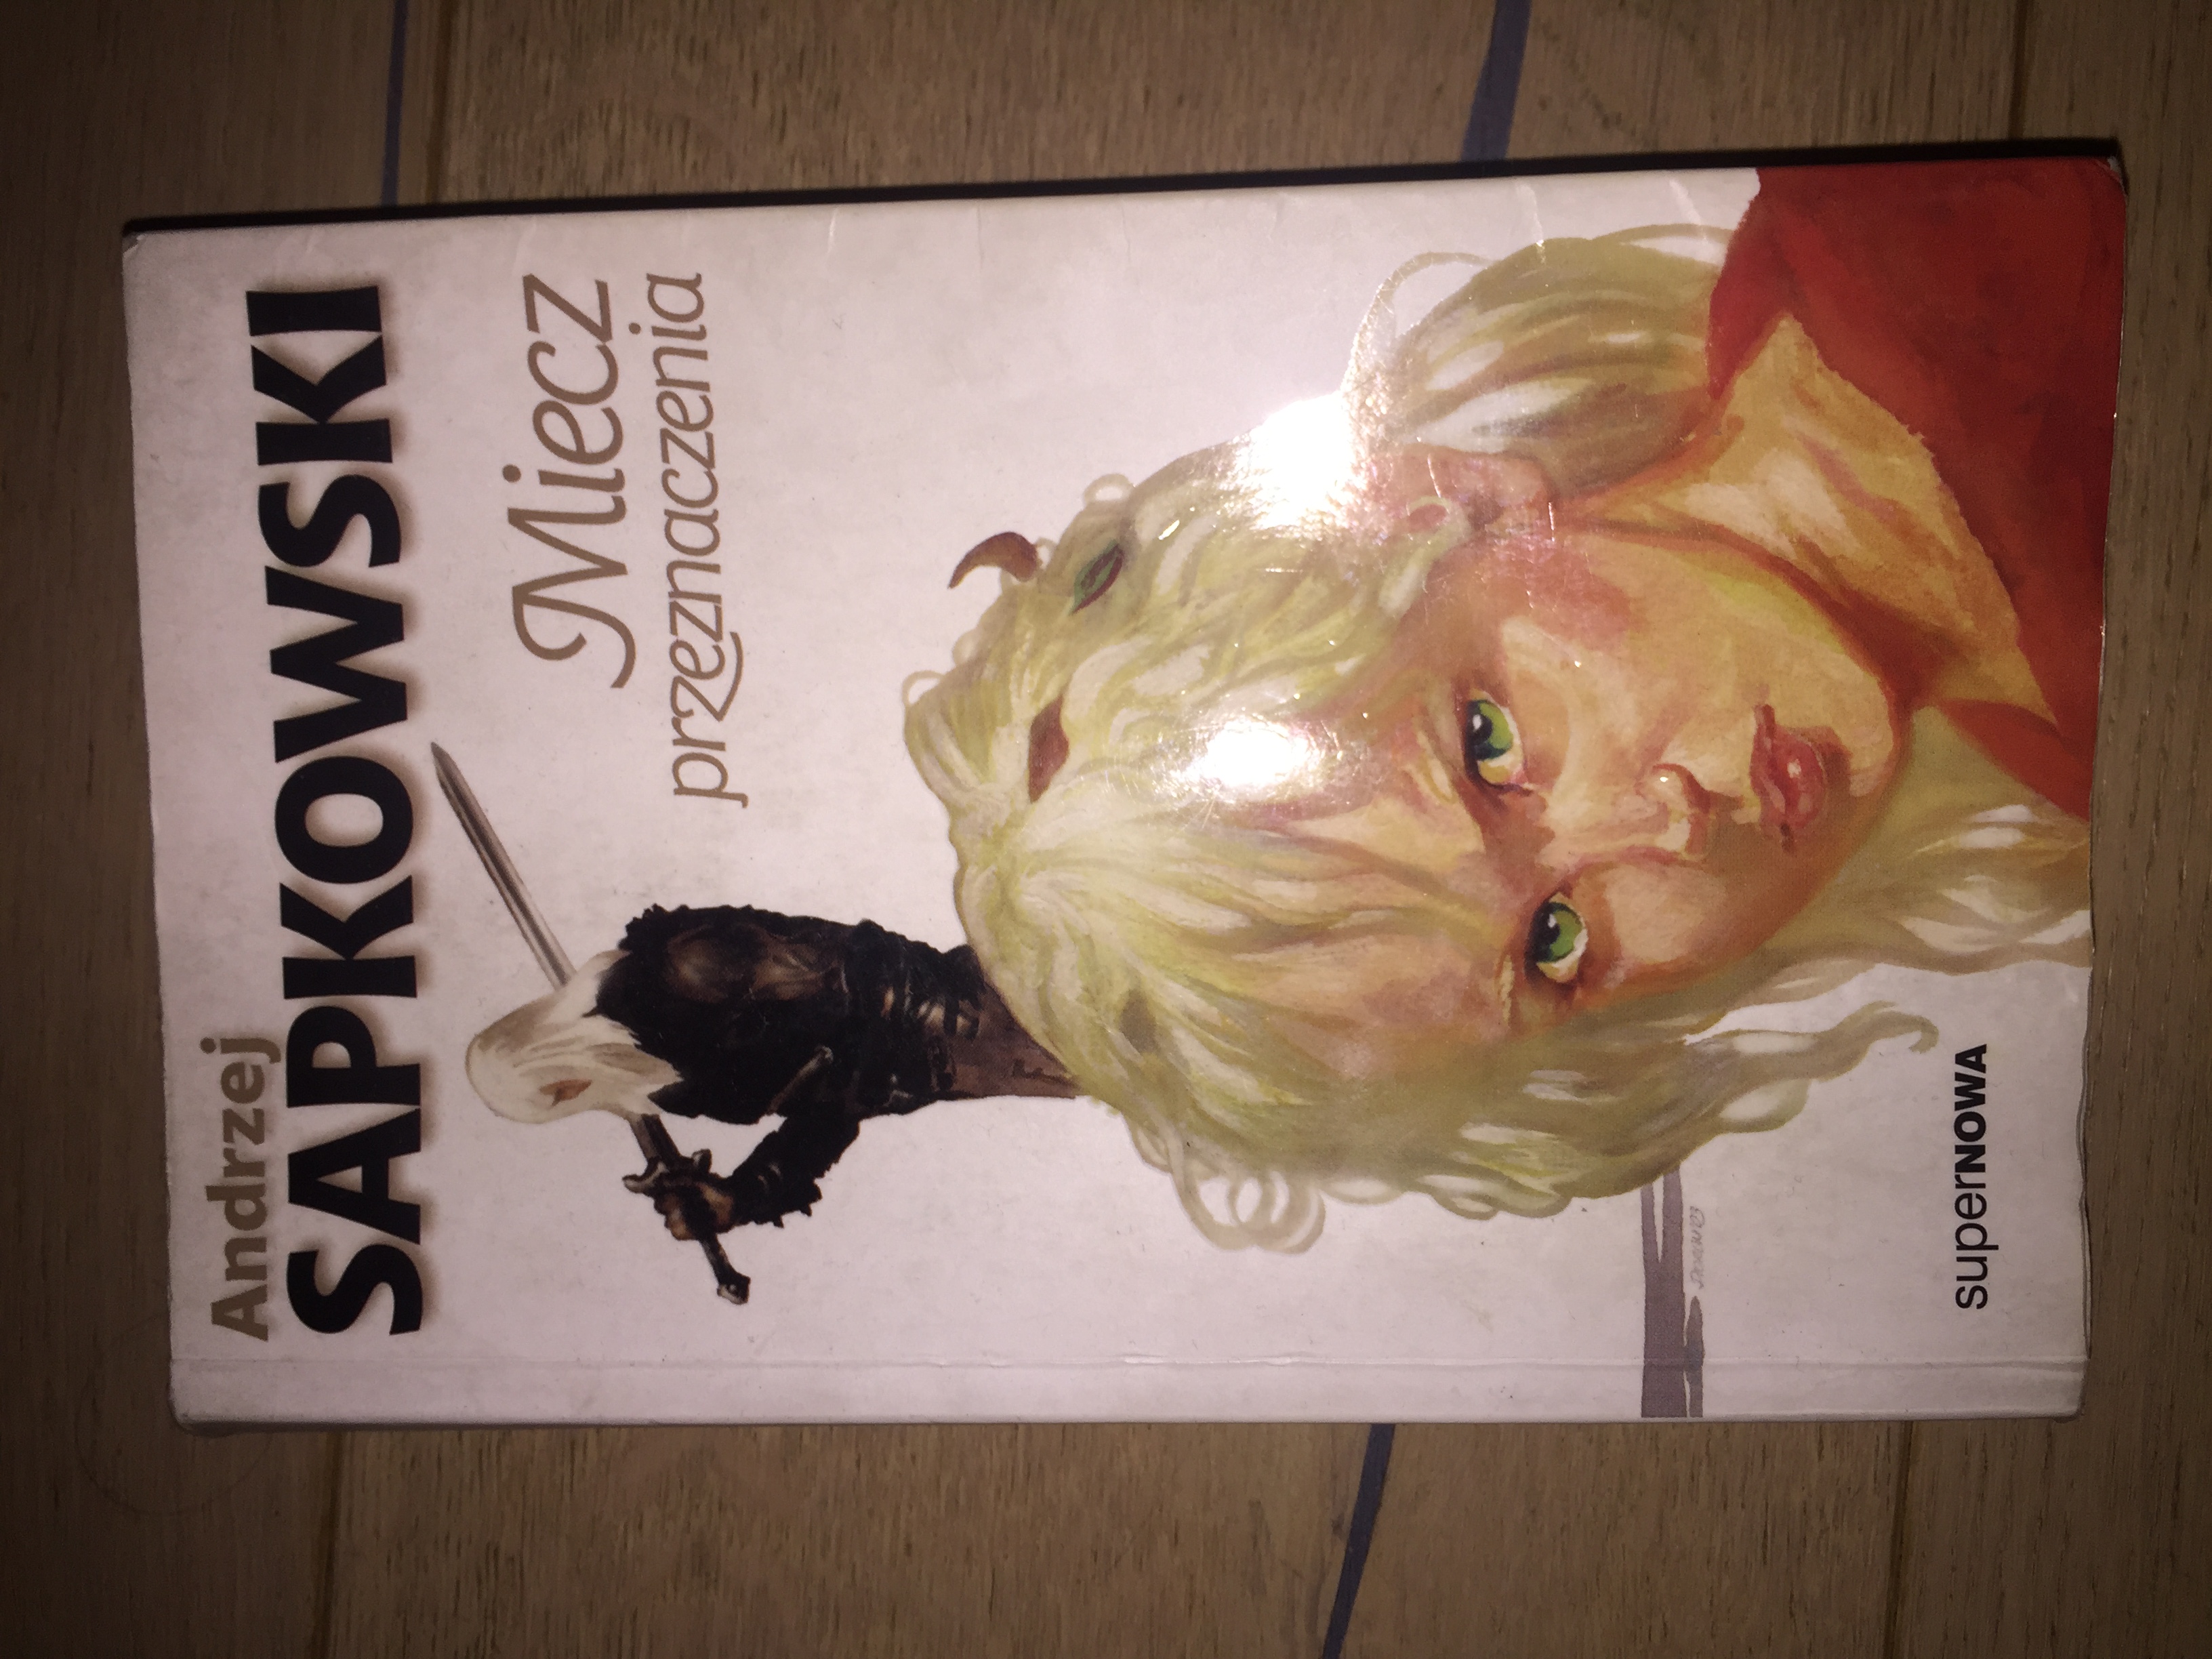 Andrzej
SAPKOWSKI
Miecz
przeznaczenia
superNOWA